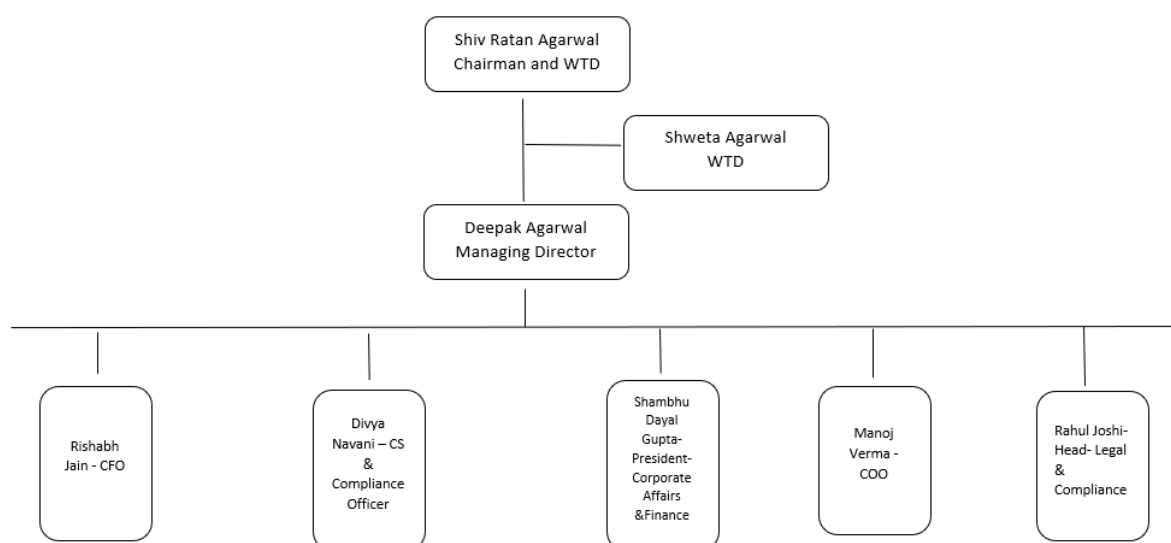 Shiv Ratan Agarwal
Chairman and WTD
Shweta Agarwal
WTD
Deepak Agarwal
Managing Director
Rishabh
Jain - CFO
Divya
Navani – CS
&
Compliance
Officer
Shambhu
Dayal
Gupta-
President-
Corporate
Affairs
&Finance
Manoj
Verma -
COO
Rahul Joshi-
Head- Legal
&
Compliance